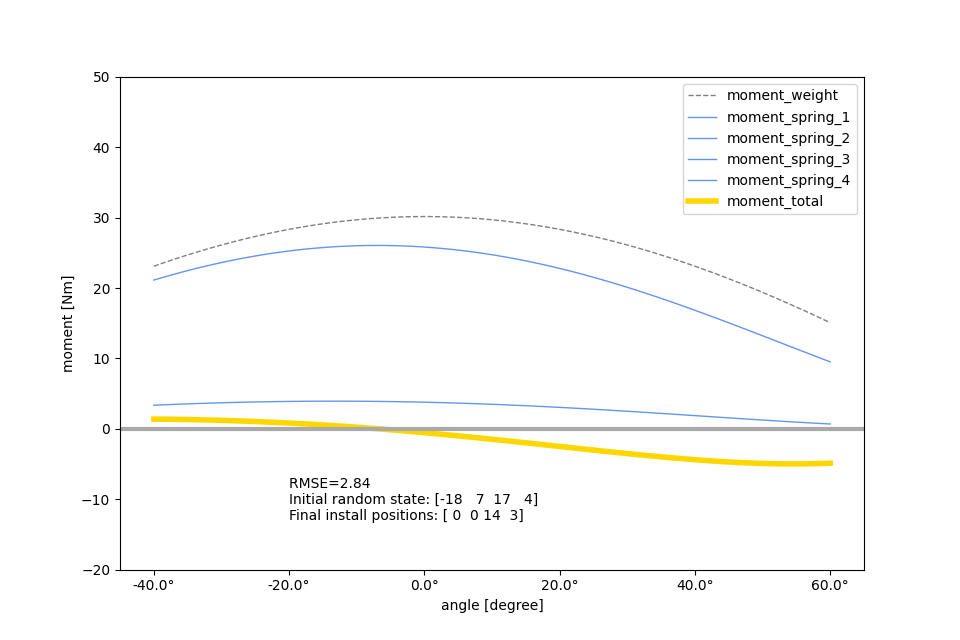 50
40
30
20
10
0
−10
−20
moment [Nm]
moment_weight
moment_spring_1
moment_spring_2
moment_spring_3
moment_spring_4
moment_total
RMSE=2.84
Initial random state: [-18   7  17   4]
Final install positions: [ 0  0 14  3]
-40.0° -20.0° 0.0° 20.0° 40.0° 60.0°
angle [degree]